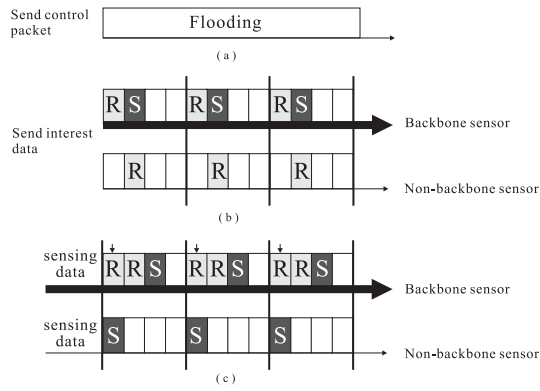 Send control
packet
Flooding
( a )
R S R S R S
Backbone sensor
Send interest
data
R R R
Non-backbone sensor
( b )
sensing
data
R R S R R S R R S
Backbone sensor
sensing
data
S S S
Non-backbone sensor
( c )